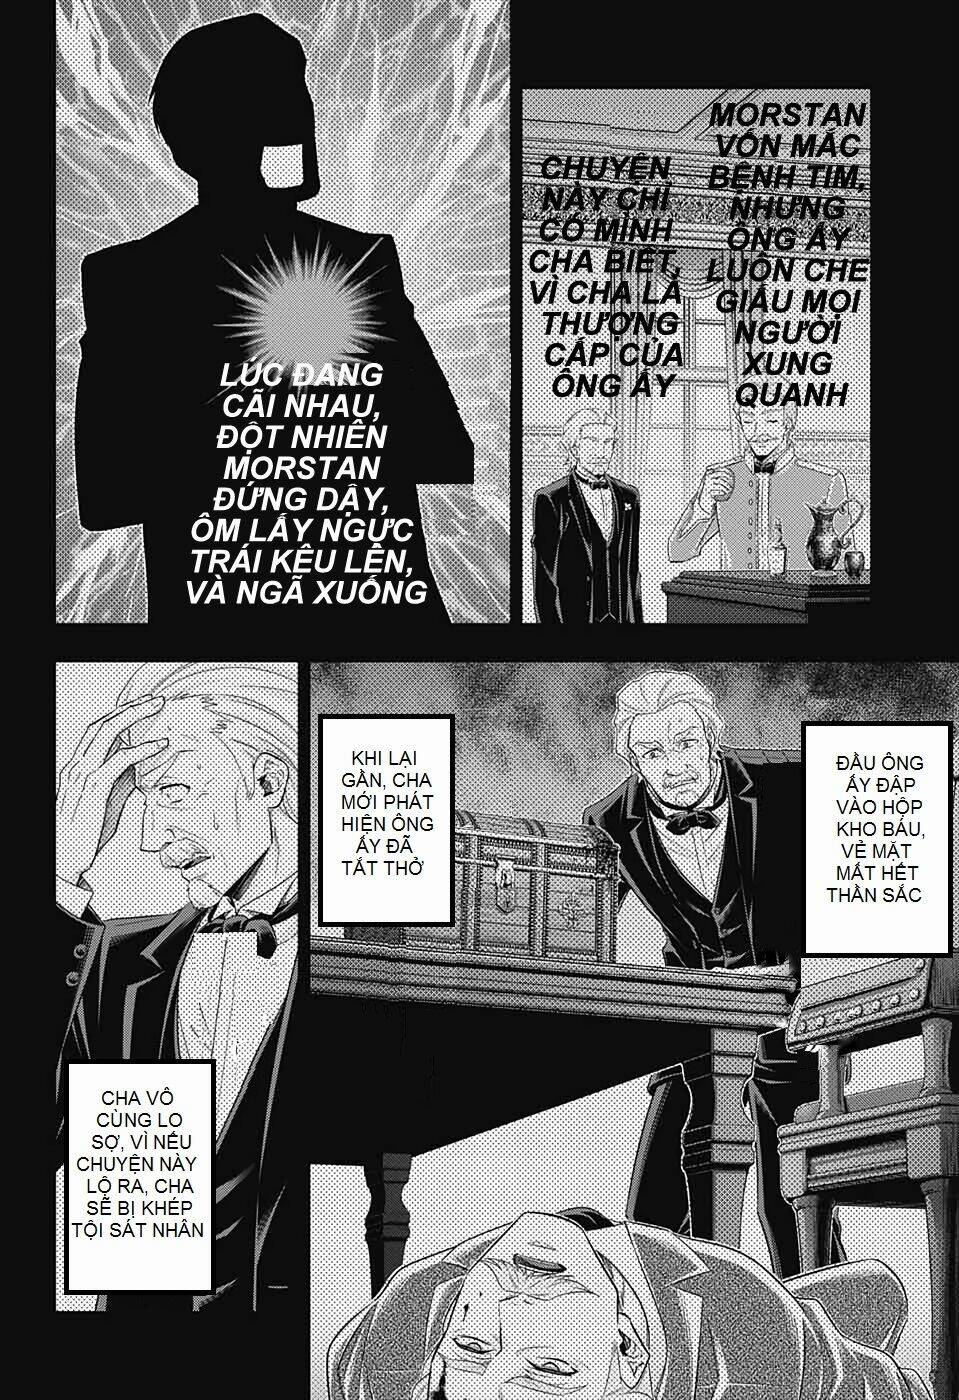 MORSTAN
VỐN MẮC
BỆNH TIM,
NHƯNG
ÔNG ẤY
LUÔN CHE
GIẤU MỌI
NGƯỜI
XUNG
QUANH
CHUYỆN
NÀY CHỈ
CÓ MÌNH
CHA BIẾT,
VÌ CHA LÀ
THƯỢNG
CẤP CỦA
ÔNG ẤY
LÚC ĐANG
CÃI NHAU,
ĐỘT NHIÊN
MORSTAN
ĐỨNG DẬY,
ÔM LẤY NGỰC
TRÁI KÊU LÊN,
VÀ NGÃ XUỐNG
ĐẦU ÔNG
ẤY ĐẬP
VÀO HỘP
KHO BÁU,
VẺ MẶT
MẤT HẾT
THẦN SẮC
KHI LẠI
GẦN, CHA
MỚI PHÁT
HIỆN ÔNG
ẤY ĐÃ
TẮT THỞ
CHA VÔ
CÙNG LO
SỢ, VÌ NẾU
CHUYỆN NÀY
LỘ RA, CHA
SẼ BỊ KHÉP
TỘI SÁT NHÂN